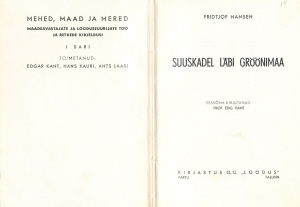 MEHED, MAAD JA MERED
MAADEAVASTAJATE JA LOODUSUURIJATE TÖÖ
JA RETKEDE KIRJELDUSI
I SARI
TOIMETANUD:
EDGAR KANT, HANS KAURI, ANTS LAASI
FRIDTJOF NANSEN
SUUSKADEL LÄBI GRÖÖNIMAA
EESSÕNA KIRJUTANUD
PROF. EDG. KANT
KIRJASTUS O.Ü. „LOODUS"
TARTU TALLINN